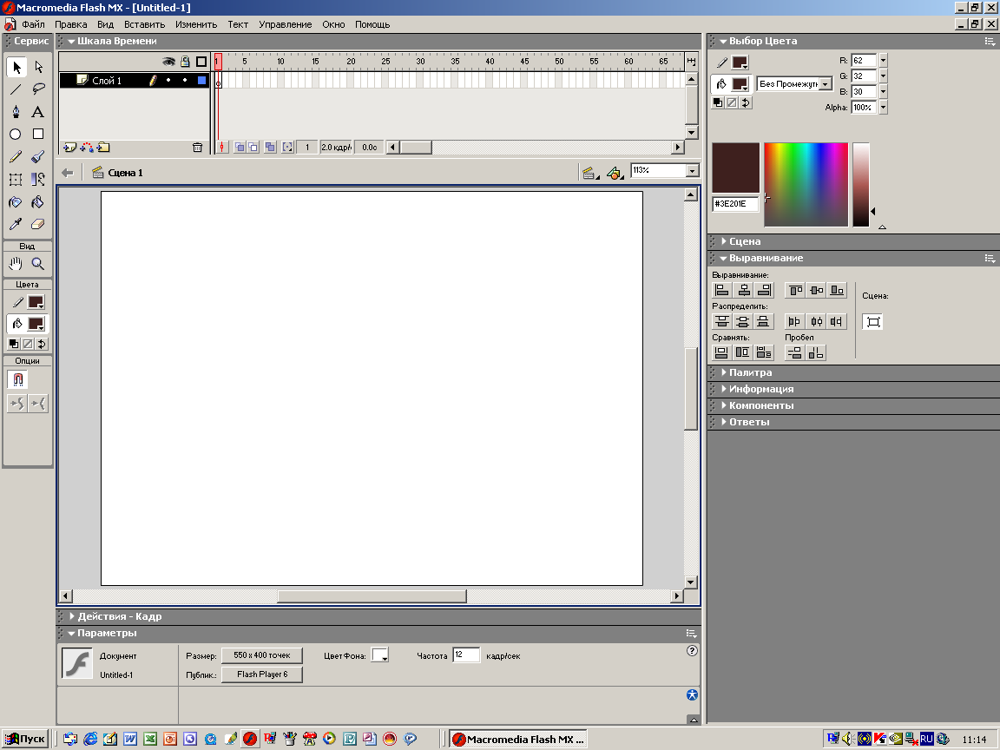 Macromedia Flash MX - [Untitled-1]
Файл Правка Вид Вставить Изменить Тект Управление Окно Помощь
Сервис
Шкала Времени
Выбор Цвета
1 5 10 15 20 25 30 35 40 45 50 55 60 65
Слой 1
1 2.0 кдр/ 0.0с
Сцена 1
113%
Вид
Цвета
Опции
R: 62
G: 32
Без Промежутк
B: 30
Alpha: 100%
#3E201E
Сцена
Выравнивание
Выравнивание:
Сцена:
Распределить:
Сравнять:
Пробел
Палитра
Информация
Компоненты
Ответы
Действия - Кадр
Параметры
Документ
Размер: 550 x 400 точек
Цвет Фона:
Частота 12 кадр/сек
Untitled-1
Публик.: Flash Player 6
Пуск
Macromedia Flash MX ...
RU
11:14